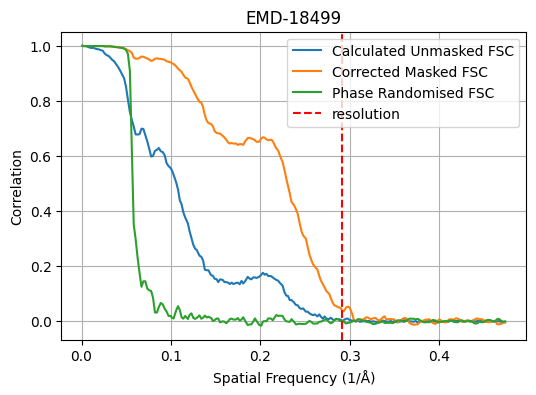 EMD-18499
Calculated Unmasked FSC
Corrected Masked FSC
Phase Randomised FSC
resolution
1.0
0.8
0.6
0.4
0.2
0.0
Correlation
0.0 0.1 0.2 0.3 0.4
Spatial Frequency (1/Å)